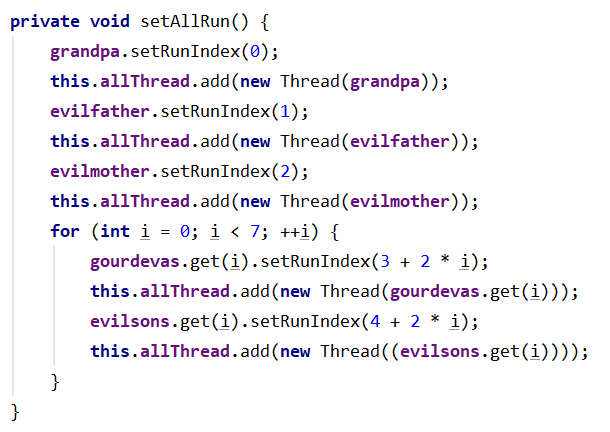 private void setAllRun() {
    grandpa.setRunIndex(0);
    this.allThread.add(new Thread(grandpa));
    evilfather.setRunIndex(1);
    this.allThread.add(new Thread(evilfather));
    evilmother.setRunIndex(2);
    this.allThread.add(new Thread(evilmother));
    for (int i = 0; i < 7; ++i) {
        gourdevas.get(i).setRunIndex(3 + 2 * i);
        this.allThread.add(new Thread(gourdevas.get(i)));
        evilsons.get(i).setRunIndex(4 + 2 * i);
        this.allThread.add(new Thread((evilsons.get(i))));
    }
}